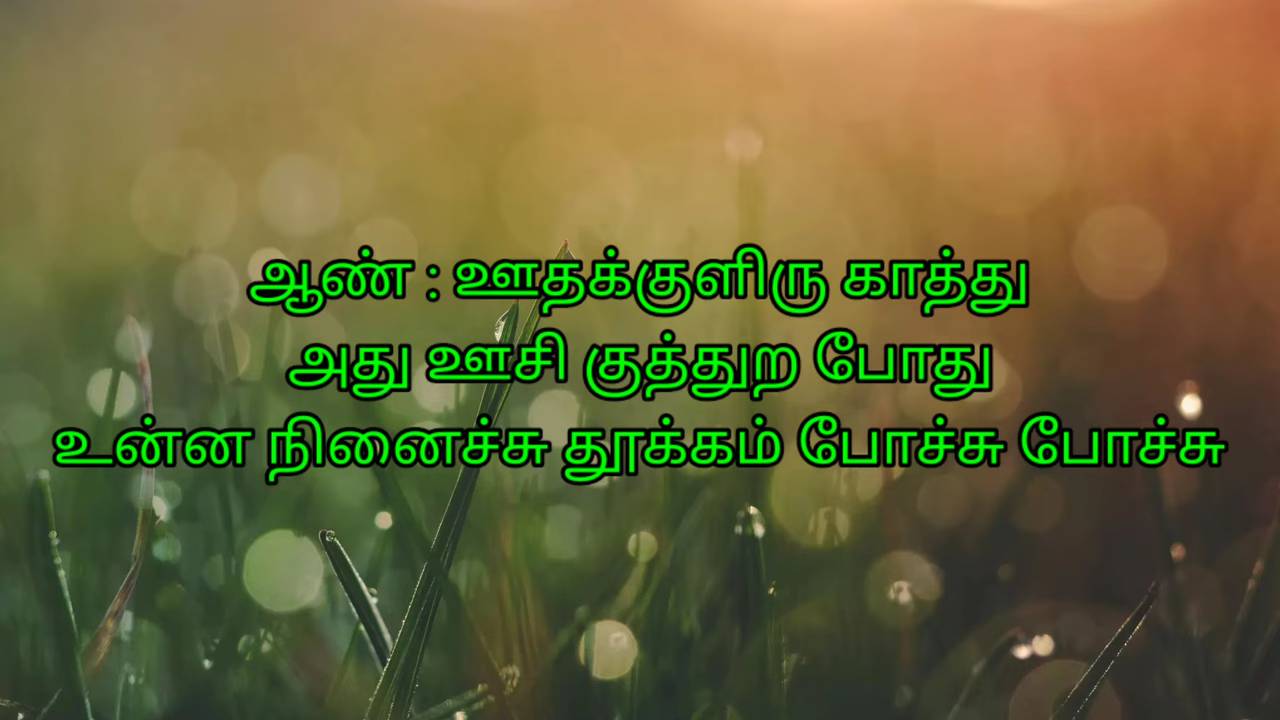 ஆண் : ஊதக்குளிரு காத்து
அது ஊசி குத்துற போது
உன்ன நினைச்சு தூக்கம் போச்சு போச்சு